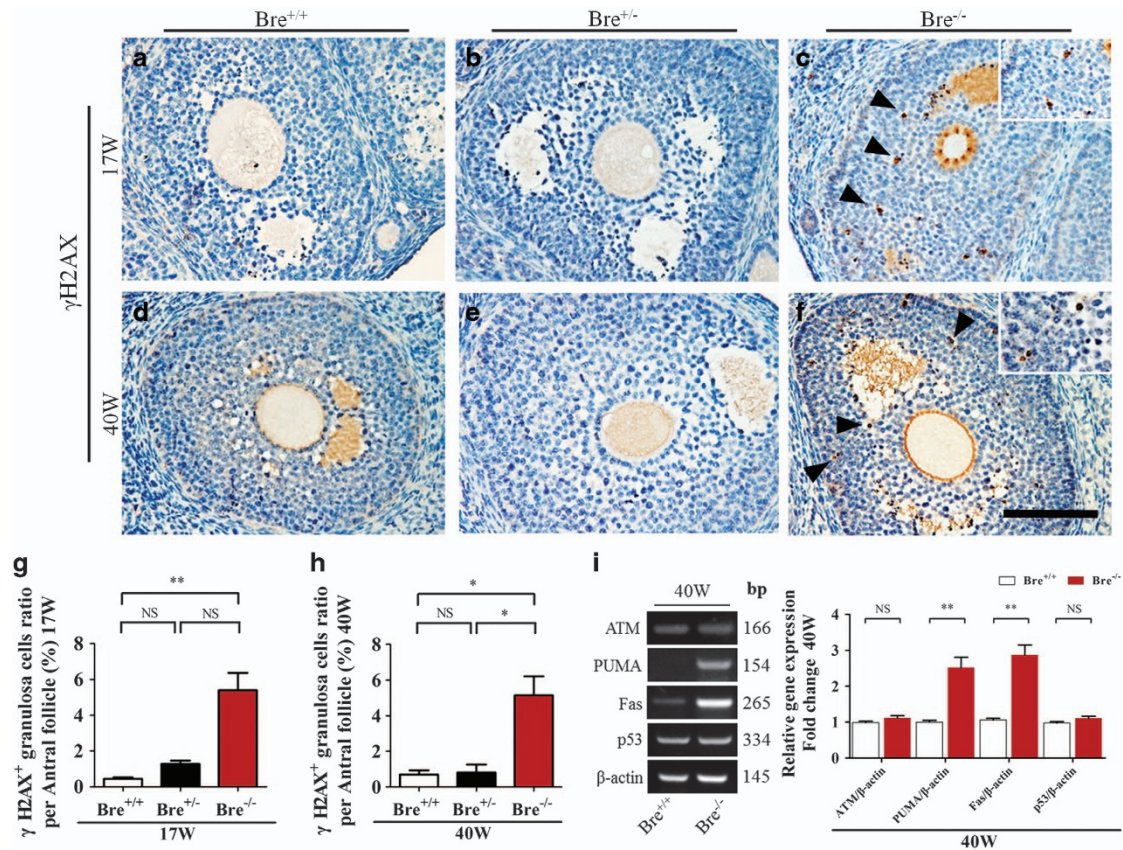 Bre+/+ Bre+/- Bre-/-
a b c
17W
γH2AX
d e f
40W
g
**
NS NS
8
6
4
2
0
γ H2AX+ granulosa cells ratio
per Antral follicle (%) 17W
Bre+/+ Bre+/- Bre-/-
17W
h
*
NS *
8
6
4
2
0
γ H2AX+ granulosa cells ratio
per Antral follicle (%) 40W
Bre+/+ Bre+/- Bre-/-
40W
i
40W bp
ATM 166
PUMA 154
Fas 265
p53 334
β-actin 145
Bre+/+ Bre-/-
Bre+/+ Bre-/-
NS ** ** NS
4
3
2
1
0
Relative gene expression
Fold change 40W
ATM/β-actin PUMA/β-actin Fas/β-actin p53/β-actin
40W